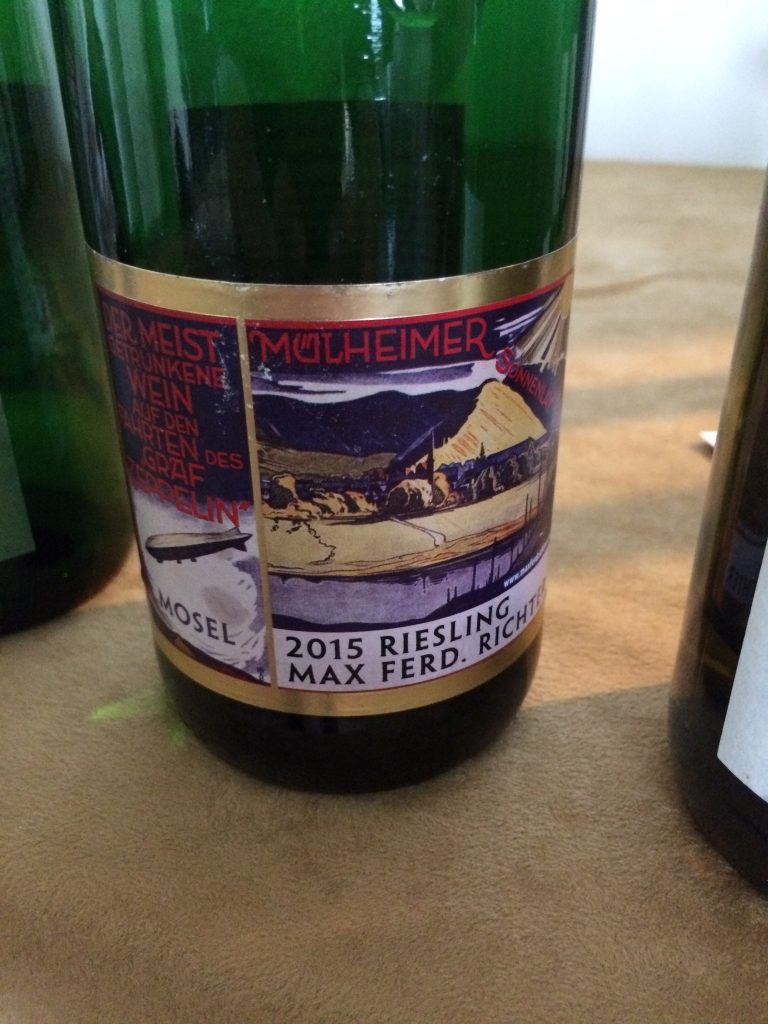 DER MEIST
GETRUNKENE
WEIN
AUF DEN
FAHRTEN DES
GRAF
ZEPPELIN"
MOSEL
MÜLHEIMER
2015 RIESLING
MAX FERD. RICHTER